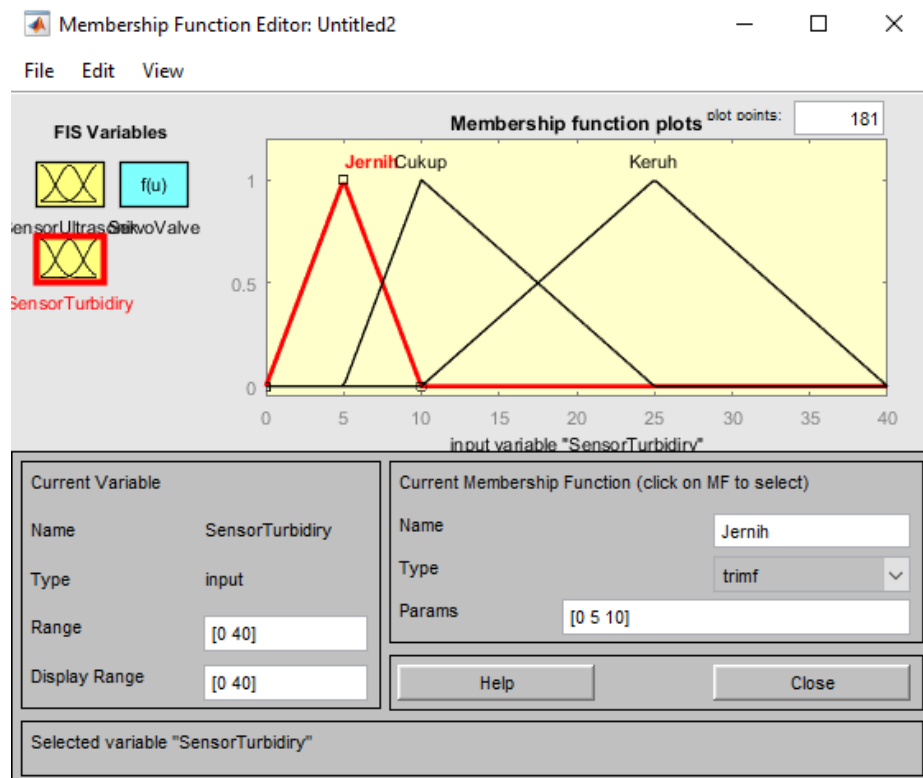 Membership Function Editor: Untitled2
File Edit View
FIS Variables
f(u)
ServoValve
SensorTurbidiry
Membership function plots
plot points: 181
Jernih Cukup Keruh
1
0.5
0
0 5 10 15 20 25 30 35 40
input variable "SensorTurbidiry"
Current Variable
Name SensorTurbidiry
Type input
Range [0 40]
Display Range [0 40]
Current Membership Function (click on MF to select)
Name Jernih
Type trimf
Params [0 5 10]
Help Close
Selected variable "SensorTurbidiry"